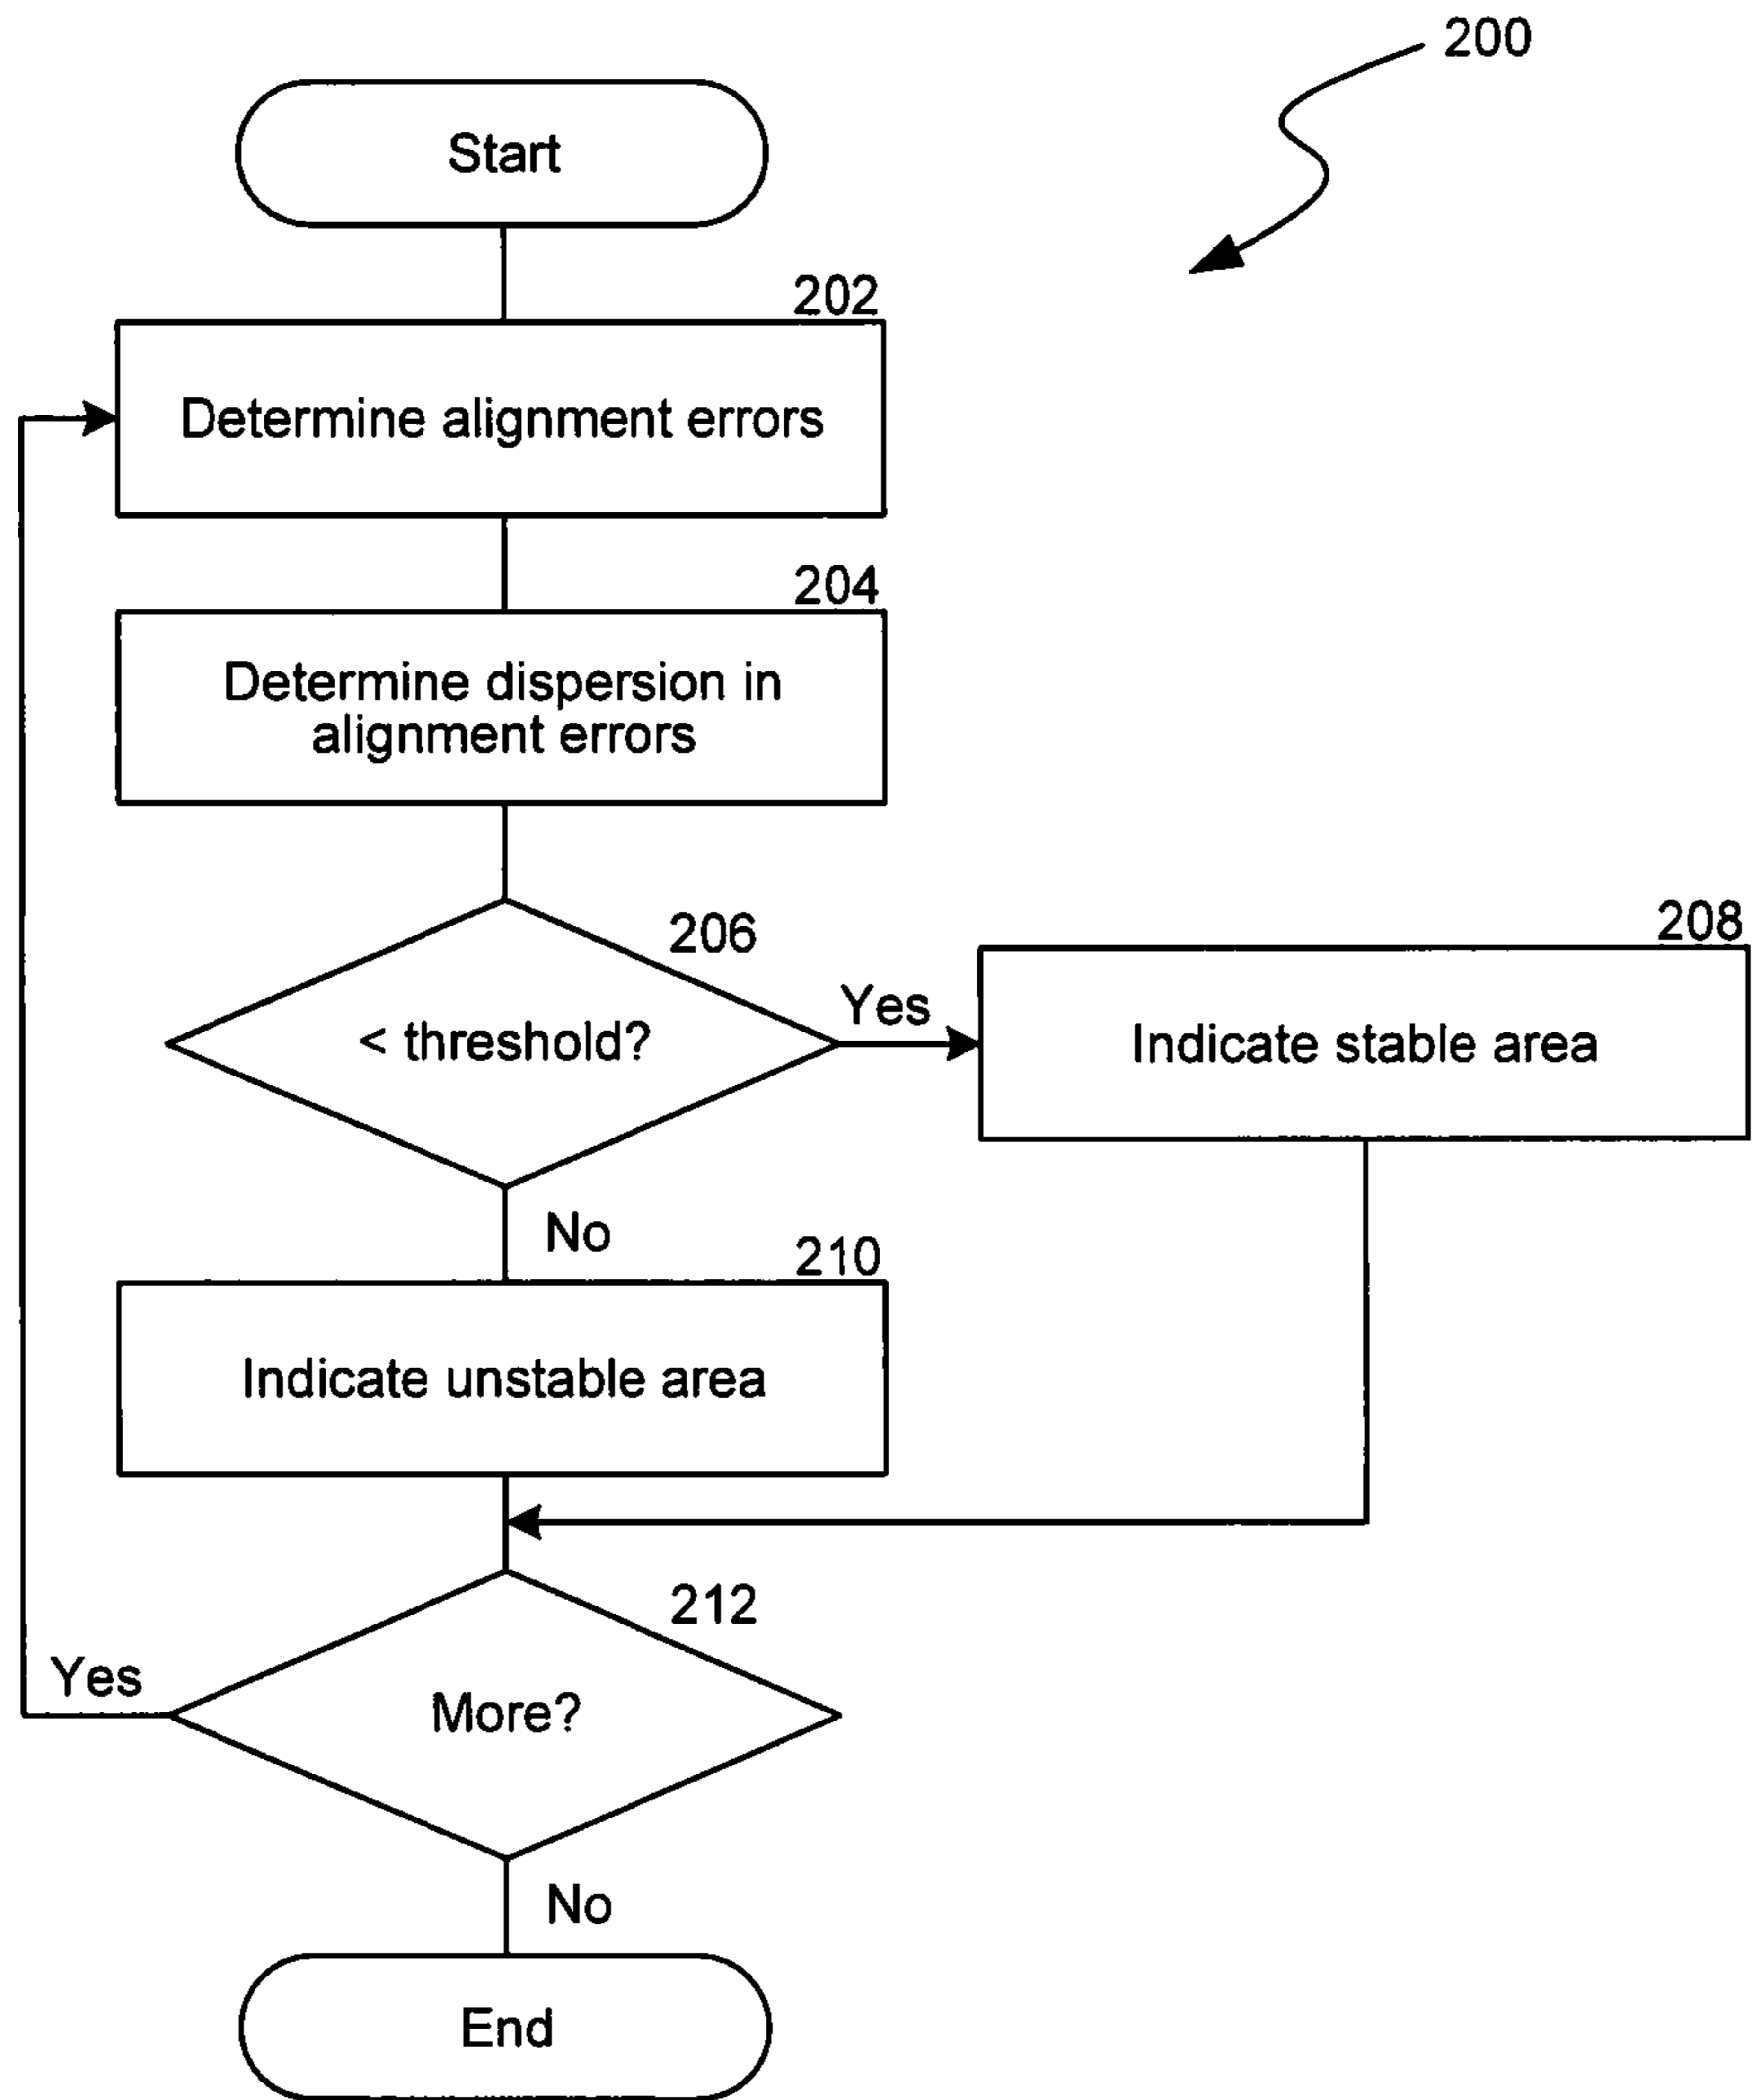 200
Start
202
Determine alignment errors
204
Determine dispersion in
alignment errors
206
< threshold?
Yes
208
Indicate stable area
No
210
Indicate unstable area
212
More?
Yes
No
End